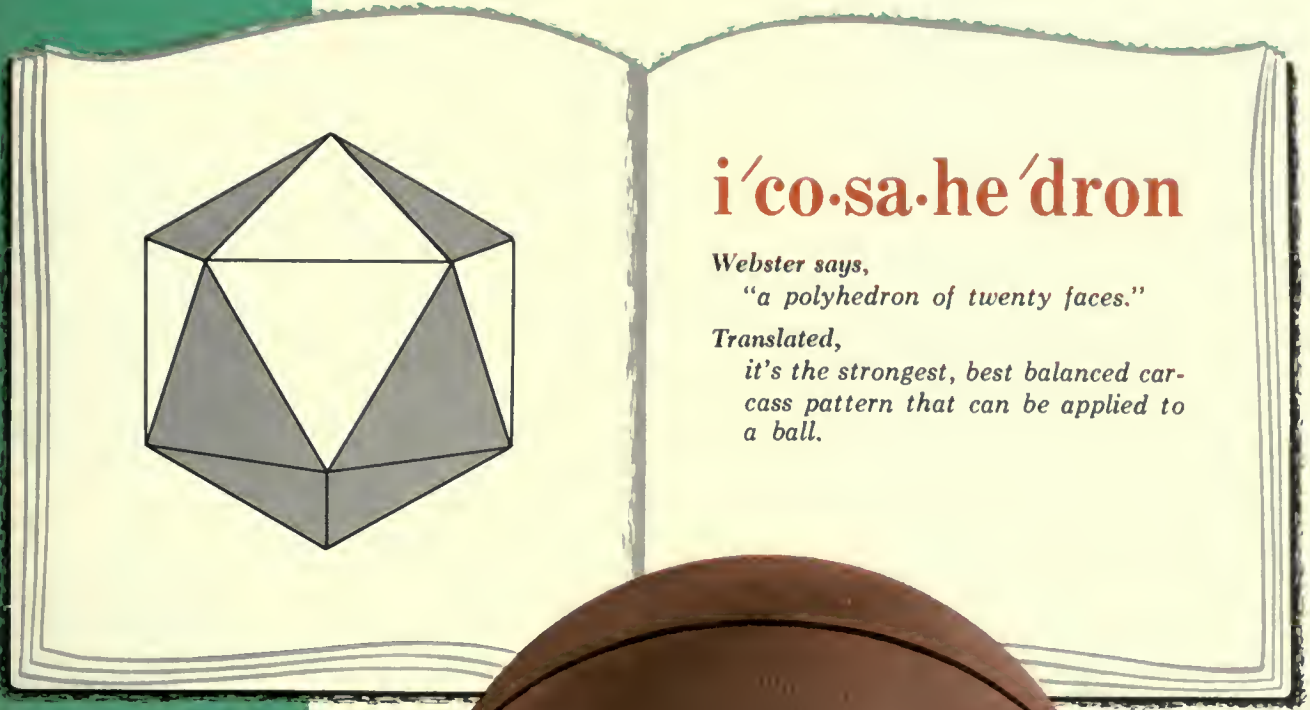 i´co·sa·he´dron
Webster says,
“a polyhedron of twenty faces.”
Translated,
it's the strongest, best balanced car-
cass pattern that can be applied to
a ball.